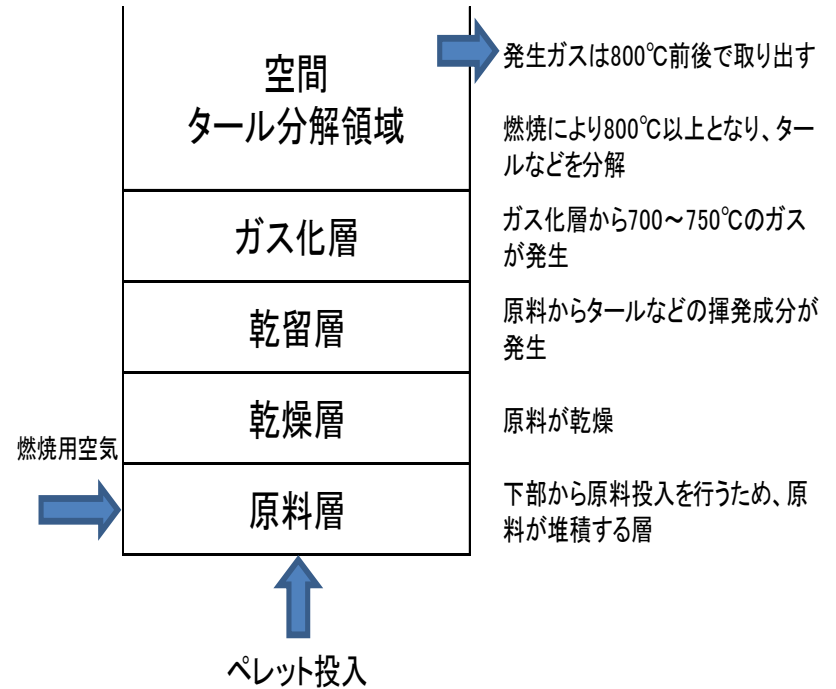 空間
タール分解領域
発生ガスは800℃前後で取り出す
燃焼により800℃以上となり、ター
ルなどを分解
ガス化層
ガス化層から700～750℃のガス
が発生
乾留層
原料からタールなどの揮発成分が
発生
乾燥層
原料が乾燥
燃焼用空気
原料層
下部から原料投入を行うため、原
料が堆積する層
ペレット投入